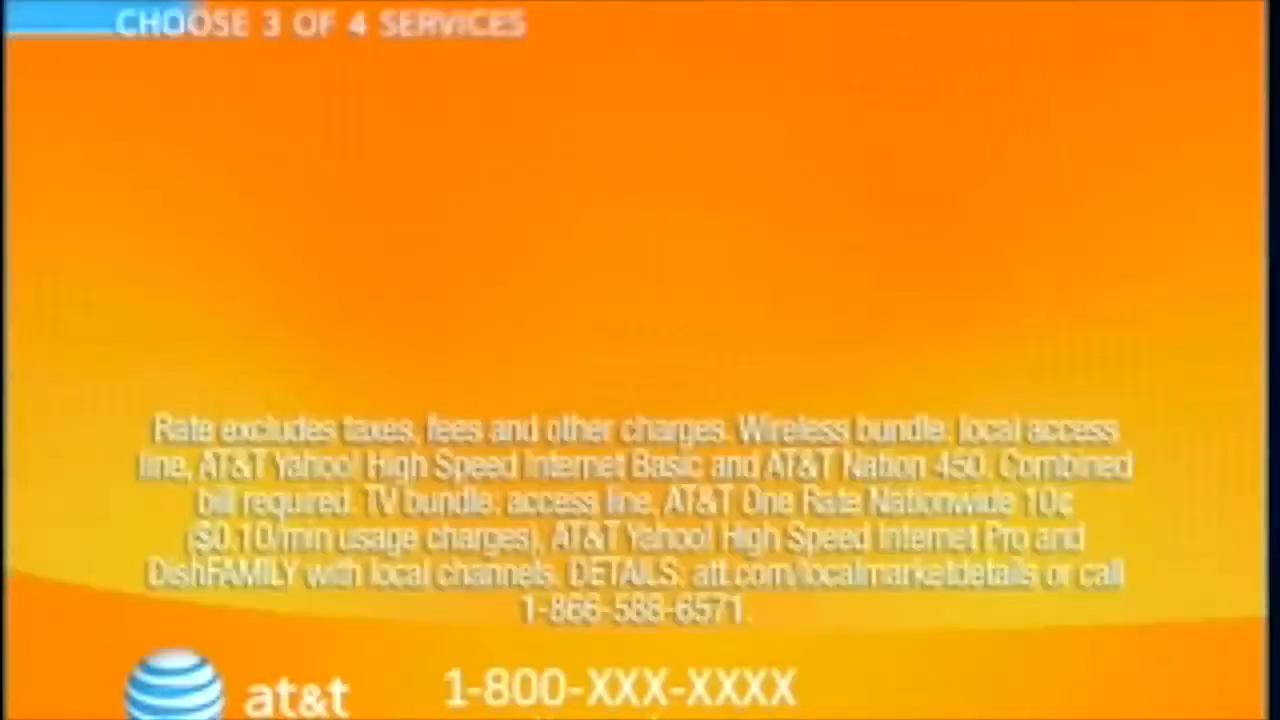 CHOOSE 3 OF 4 SERVICES
Rate excludes taxes, fees and other charges. Wireless bundle: local access
line, AT&T Yahoo! High Speed Internet Basic and AT&T Nation 450. Combined
bill required. TV bundle: access line, AT&T One Rate Nationwide 10¢
($0.10/min usage charges), AT&T Yahoo! High Speed Internet Pro and
DishFAMILY with local channels. DETAILS: att.com/localmarketdetails or call
1-866-588-6571.
at&t
1-800-XXX-XXXX